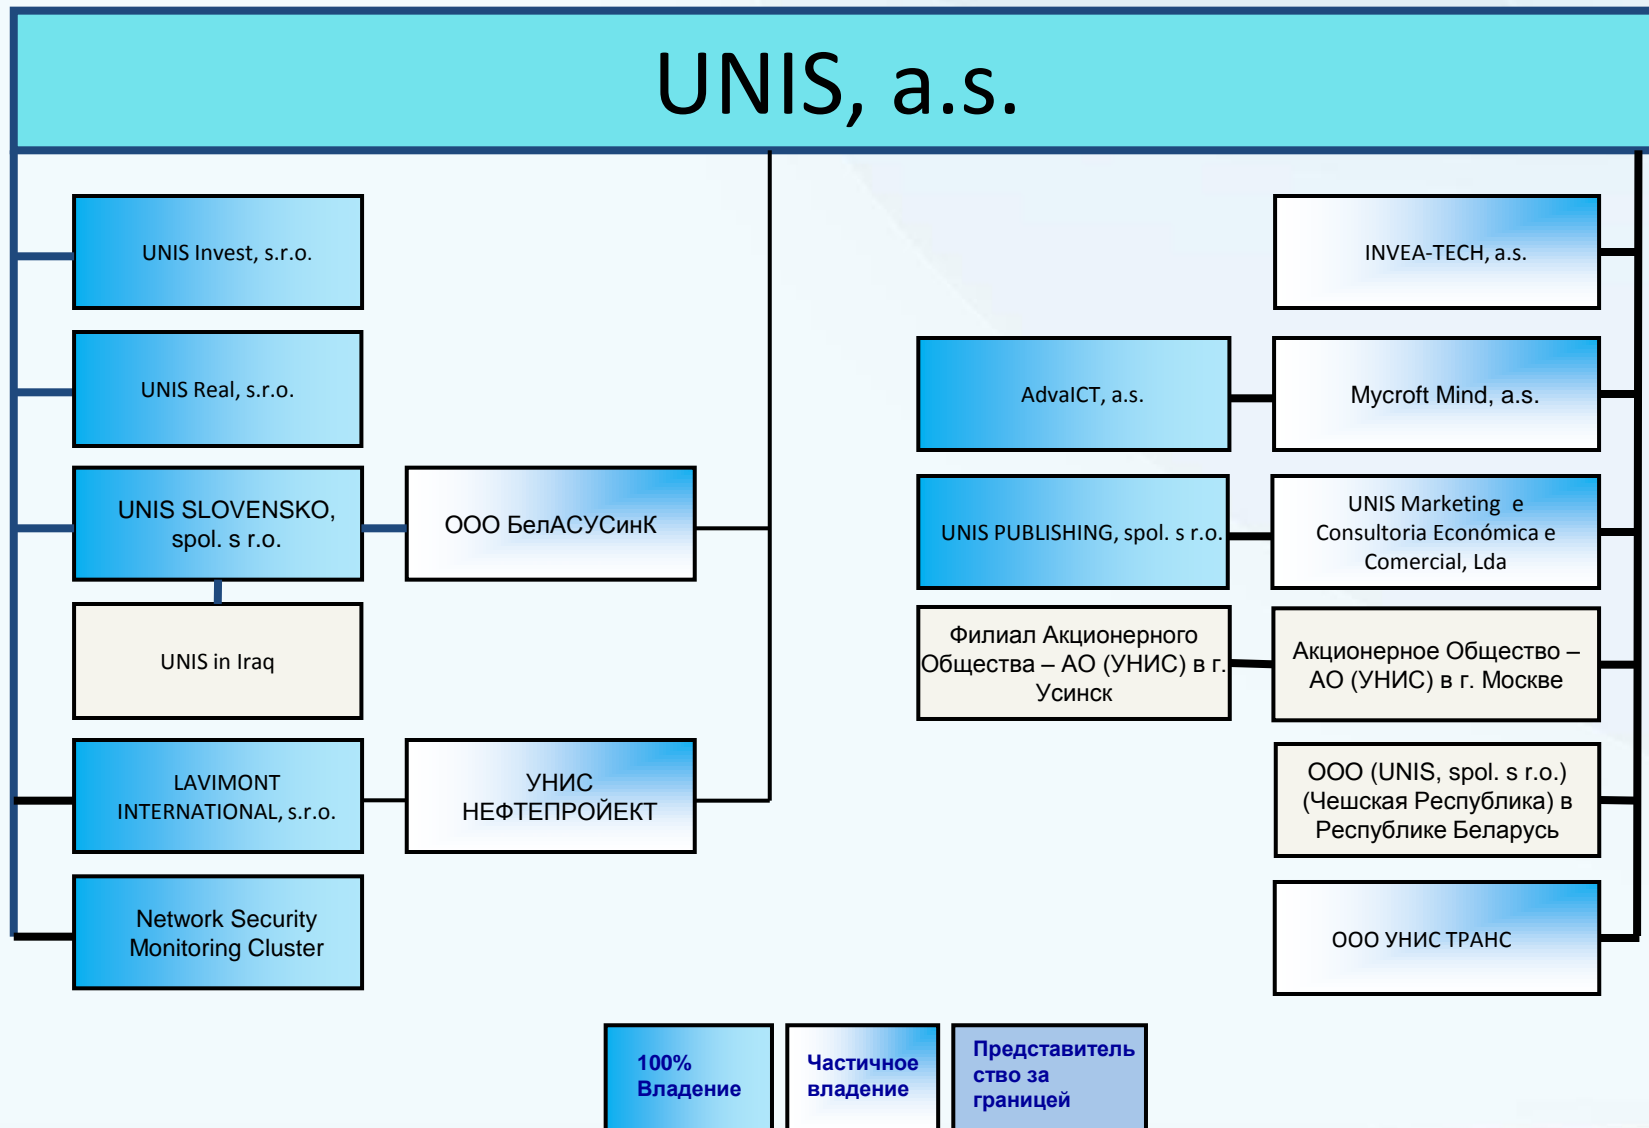 UNIS, a.s.
UNIS Invest, s.r.o.
UNIS Real, s.r.o.
UNIS SLOVENSKO,
spol. s r.o.
ООО БелАСУСинК
UNIS in Iraq
LAVIMONT
INTERNATIONAL, s.r.o.
УНИС
НЕФТЕПРОЙЕКТ
Network Security
Monitoring Cluster
INVEA-TECH, a.s.
AdvaICT, a.s.
Mycroft Mind, a.s.
UNIS PUBLISHING, spol. s r.o.
UNIS Marketing e
Consultoria Económica e
Comercial, Lda
Филиал Акционерного
Общества – АО (УНИС) в г.
Усинск
Акционерное Общество –
АО (УНИС) в г. Москве
ООО (UNIS, spol. s r.o.)
(Чешская Республика) в
Республике Беларусь
ООО УНИС ТРАНС
100%
Владение
Частичное
владение
Представитель
ство за
границей